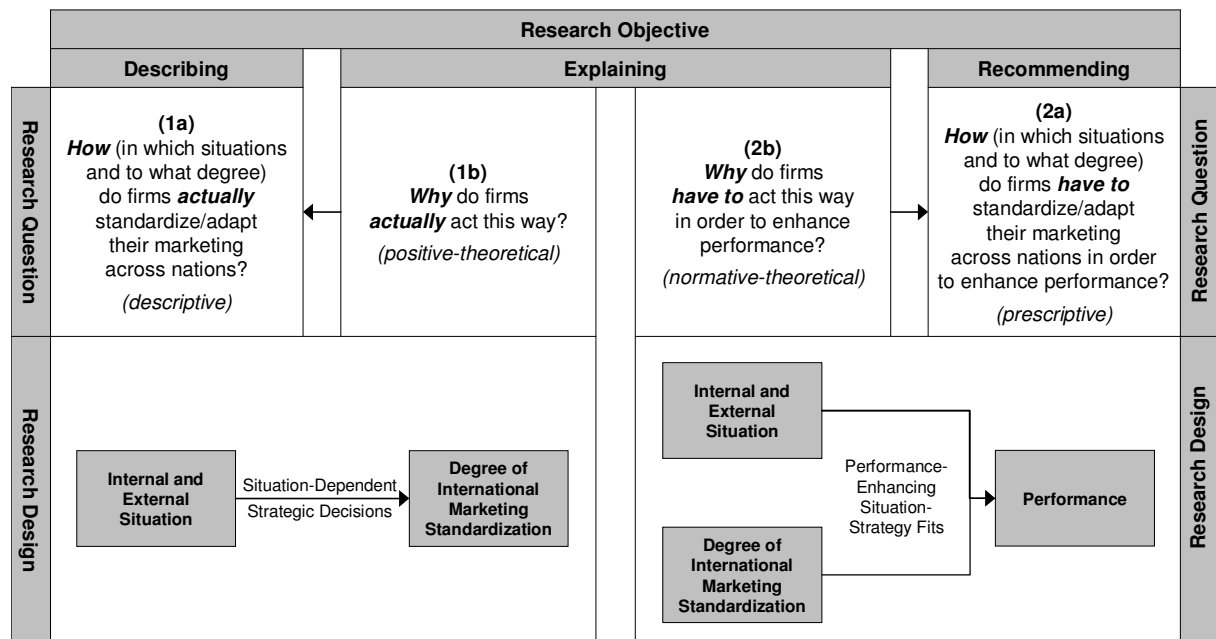 Research Objective
Describing
Explaining
Recommending
Research Question
(1a)
How (in which situations
and to what degree)
do firms actually
standardize/adapt
their marketing
across nations?
(descriptive)
(1b)
Why do firms
actually act this way?
(positive-theoretical)
(2b)
Why do firms
have to act this way
in order to enhance
performance?
(normative-theoretical)
(2a)
How (in which situations
and to what degree)
do firms have to
standardize/adapt
their marketing
across nations in order
to enhance performance?
(prescriptive)
Research Question
Research Design
Internal and
External
Situation
Situation-Dependent
Strategic Decisions
Degree of
International
Marketing
Standardization
Internal and
External
Situation
Degree of
International
Marketing
Standardization
Performance-
Enhancing
Situation-
Strategy Fits
Performance
Research Design